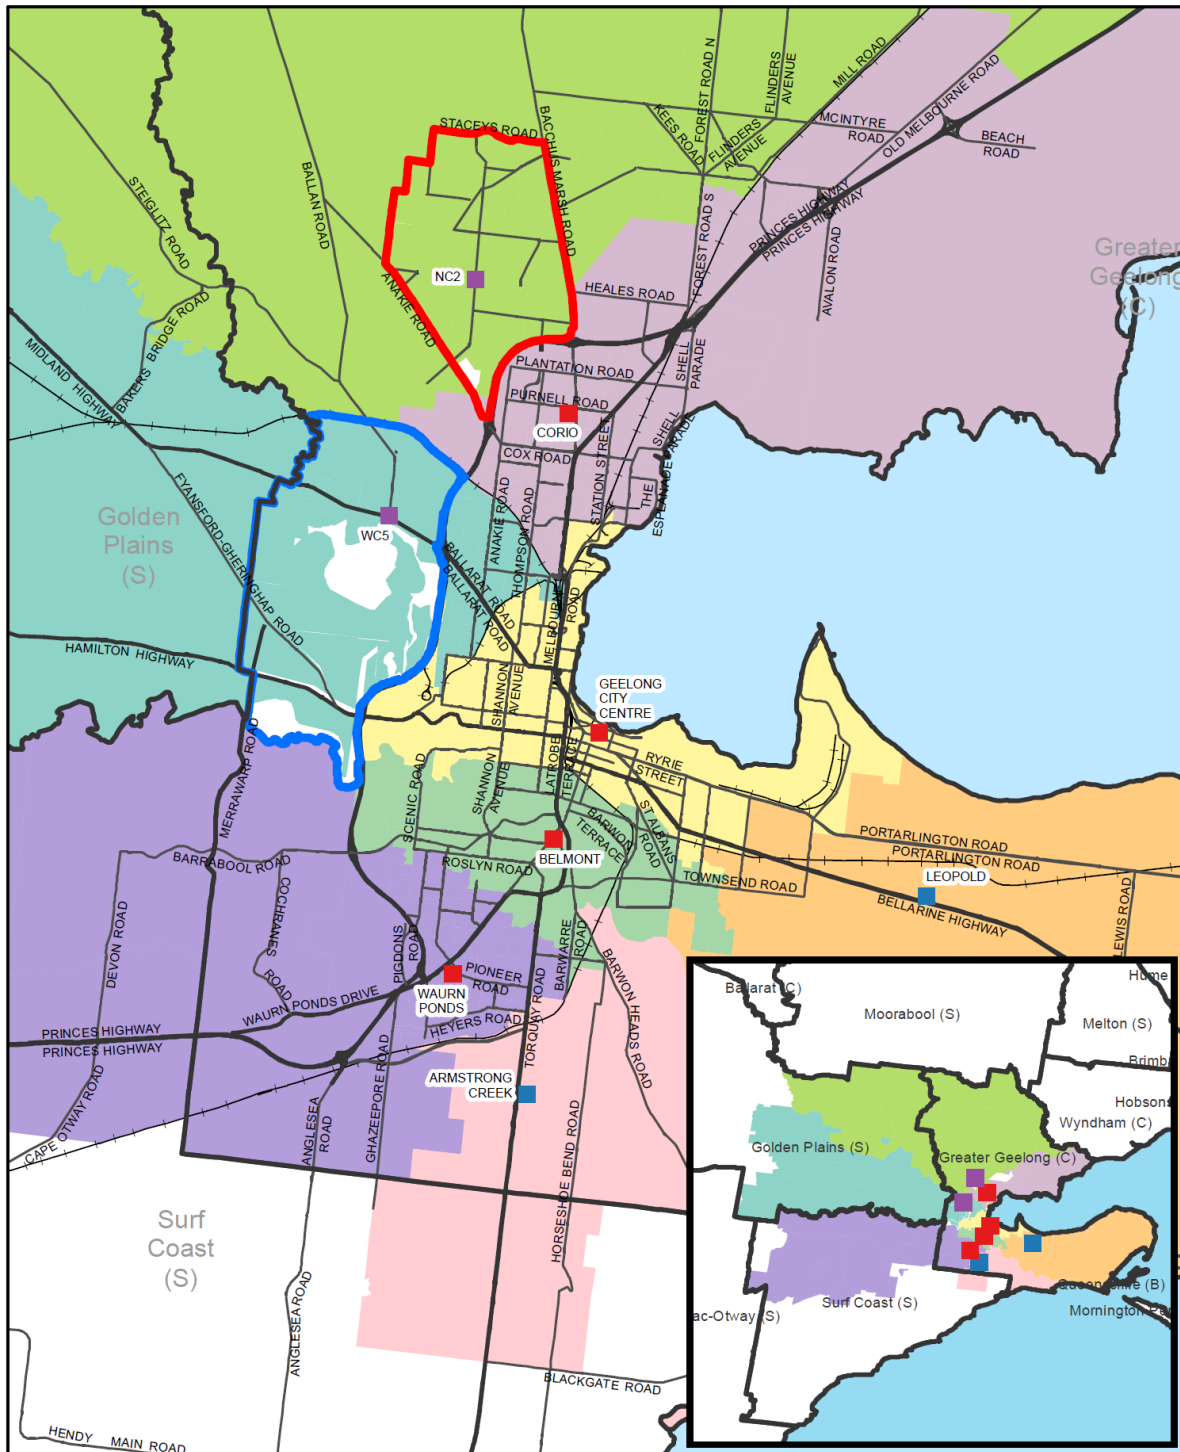 MILL ROAD
FLINDERS
AVENUE
FOREST ROAD N
OLD MELBOURNE ROAD
KEES ROAD
MCINTYRE
ROAD
BEACH
ROAD
FLINDERS
AVENUE
STACEYS ROAD
BACCHUS MARSH ROAD
BALLAN ROAD
STEIGLITZ ROAD
PRINCES HIGHWAY
PRINCES HIGHWAY
FOREST ROAD S
AVALON ROAD
Greater
Geelong
(C)
NC2
ANAKIE ROAD
HEALES ROAD
BAKERS BRIDGE ROAD
MIDLAND HIGHWAY
SHELL
PARADE
PLANTATION ROAD
PURNELL ROAD
CORIO
COX ROAD
STATION STREET
SHELL
PARADE
THE
ESPLANADE
ANAKIE ROAD
THOMPSON ROAD
FYANSFORD-GHERINGHAP ROAD
Golden
Plains
(S)
WC5
BALLARAT ROAD
BALLARAT ROAD
MELBOURNE
ROAD
HAMILTON HIGHWAY
SHANNON
AVENUE
GEELONG
CITY
CENTRE
MERRAWARP ROAD
LATROBE
TERRACE
RYRIE
STREET
SCENIC ROAD
SHANNON
AVENUE
ST ALBANS
ROAD
BARWON
TERRACE
PORTARLINGTON ROAD
PORTARLINGTON ROAD
BARRABOOL ROAD
ROSLYN ROAD
BELMONT
TOWNSEND ROAD
LEOPOLD
BELLARINE HIGHWAY
LEWIS ROAD
COCHRANES
ROAD
DEVON ROAD
PIGDONS
ROAD
BARWARRE
ROAD
BARWON HEADS ROAD
PIONEER
ROAD
WAURN
PONDS
WAURN PONDS DRIVE
HEYERS ROAD
TORQUAY ROAD
PRINCES HIGHWAY
PRINCES HIGHWAY
ARMSTRONG
CREEK
CAPE OTWAY ROAD
ANGLESEA
ROAD
GHAZEEPORE ROAD
HORSESHOE BEND ROAD
Surf
Coast
(S)
ANGLESEA ROAD
BLACKGATE ROAD
HENDY MAIN ROAD
Ballarat (C)
Hume
Moorabool (S)
Melton (S)
Brimba
Hobsons
Wyndham (C)
Golden Plains (S)
Greater Geelong (C)
Queenscliffe (B)
Surf Coast (S)
ac-Otway (S)
Mornington Pen